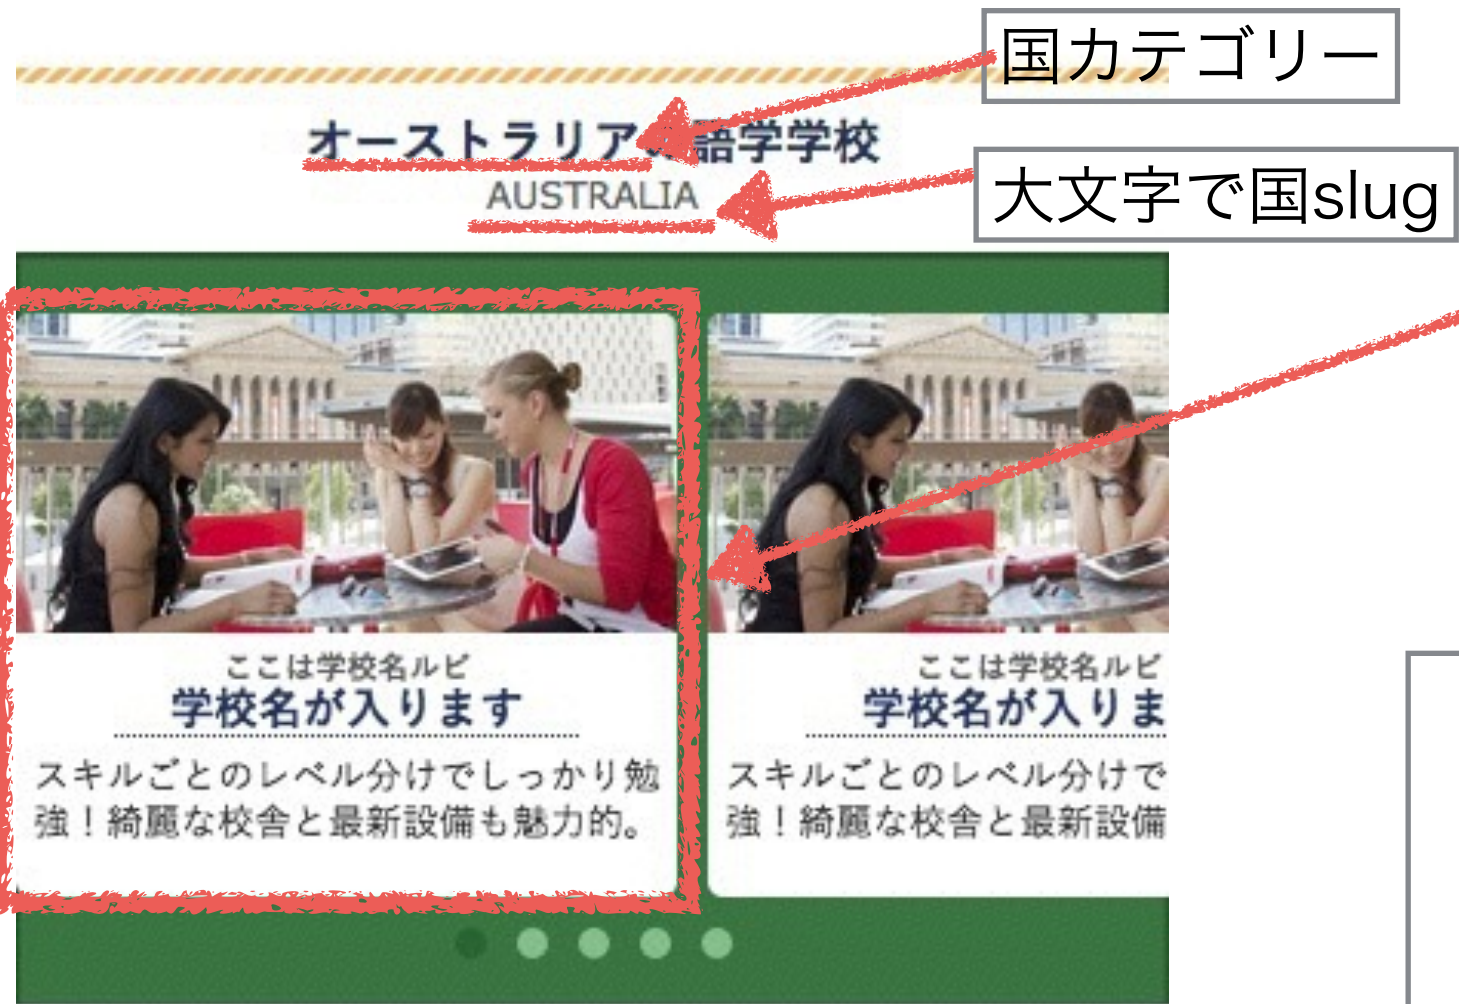 国カテゴリー
オーストラリアの語学学校
大文字で国slug
AUSTRALIA
ここは学校名ルビ
学校名が入ります
スキルごとのレベル分けでしっかり勉
強！綺麗な校舎と最新設備も魅力的。
ここは学校名ルビ
学校名が入りま
スキルごとのレベル分けで
強！綺麗な校舎と最新設備